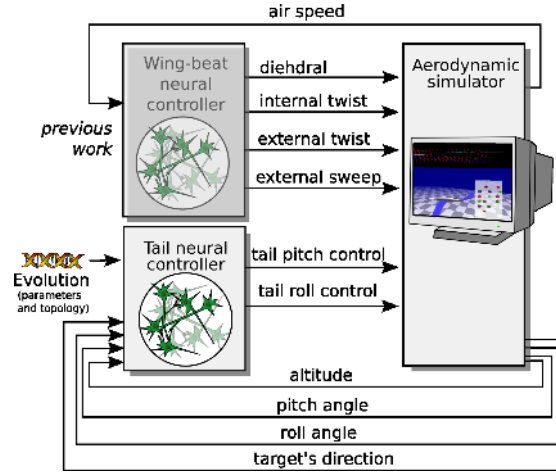 air speed
Wing-beat
neural
controller
previous
work
diehdral
internal twist
external twist
external sweep
Aerodynamic
simulator
Tail neural
controller
Evolution
(parameters
and topology)
tail pitch control
tail roll control
altitude
pitch angle
roll angle
target's direction